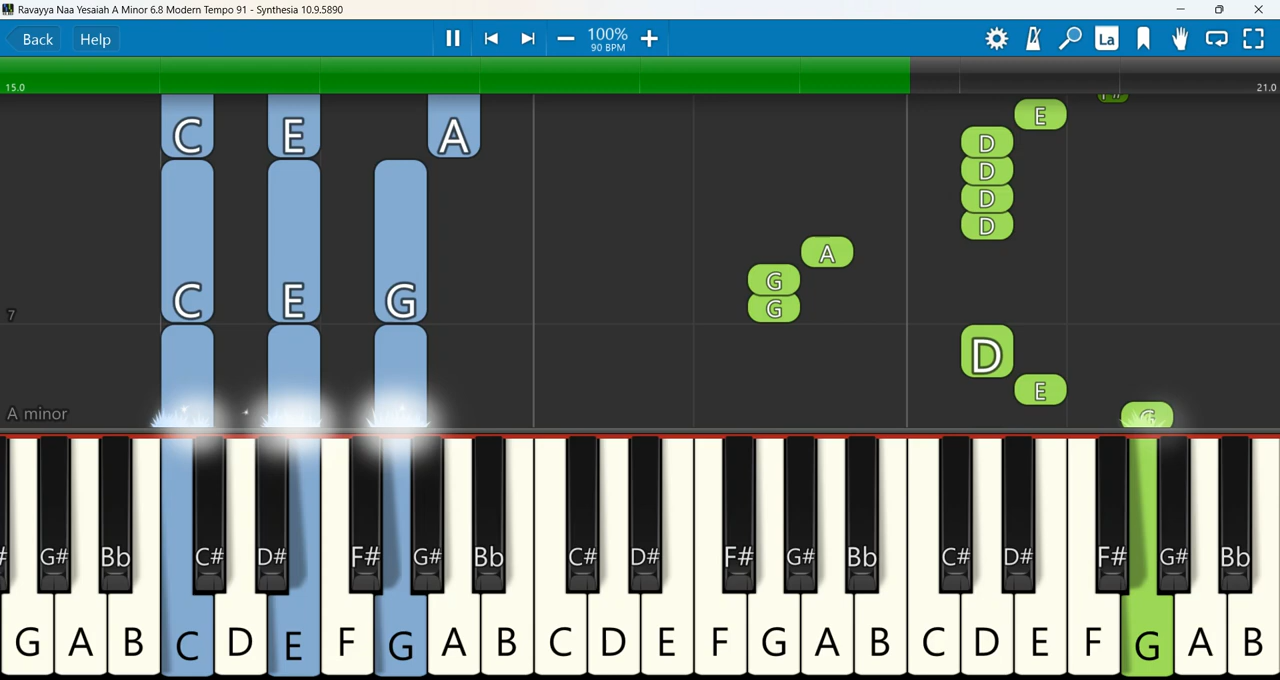 Ravayya Naa Yesaiah A Minor 6.8 Modern Tempo 91 - Synthesia 10.9.5890
Back Help 100% La
90 BPM
15.0 21.0
F#
C E A E
D
D
D
D
A
G
C E G G
7
D
E
A minor G
G# Bb C# D# F# G# Bb C# D# F# G# Bb C# D# F# G# Bb
G A B C D E F G A B C D E F G A B C D E F G A B